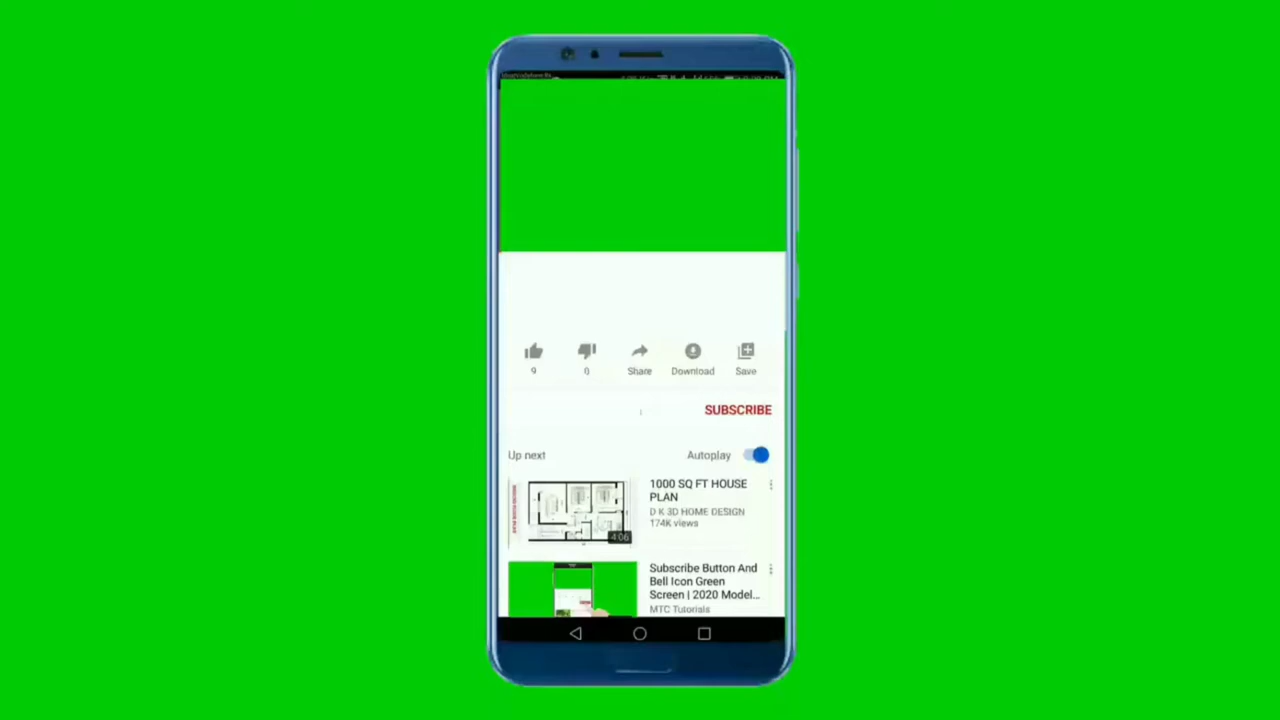 9
0
Share
Download
Save
SUBSCRIBE
Up next
Autoplay
1000 SQ FT HOUSE
PLAN
D K 3D HOME DESIGN
174K views
4:06
Subscribe Button And
Bell Icon Green
Screen | 2020 Model...
MTC Tutorials